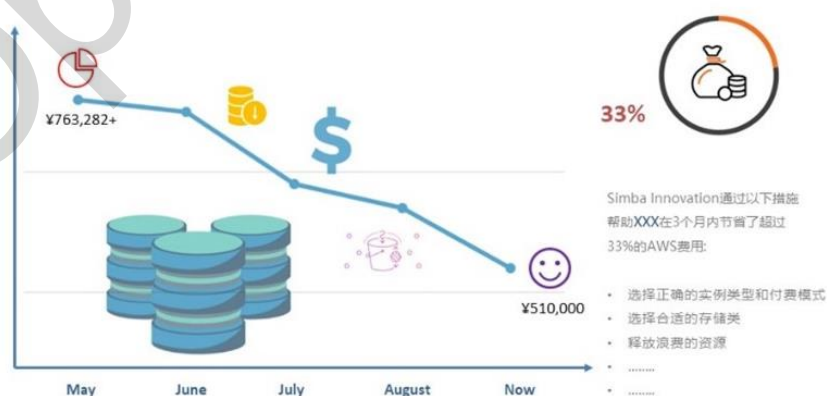 33%
¥763,282+
$
Simba Innovation通过以下措施
帮助XXX在3个月内节省了超过
33%的AWS费用:
• 选择正确的实例类型和付费模式
¥510,000
• 选择合适的存储类
• 释放浪费的资源
• ........
• ........
May June July August Now